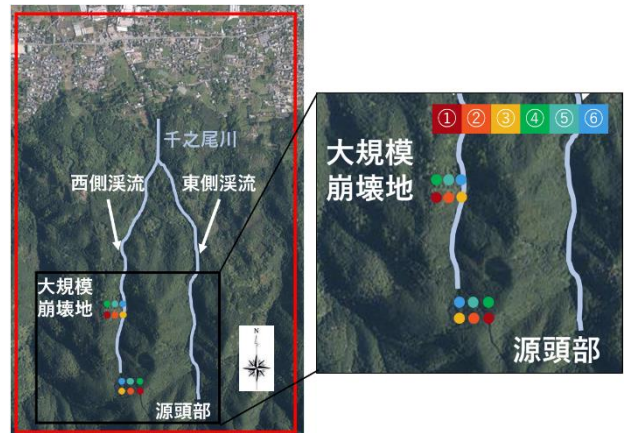 千之尾川
西側渓流
東側渓流
大規模
崩壊地
源頭部
N
① ② ③ ④ ⑤ ⑥
大規模
崩壊地
源頭部